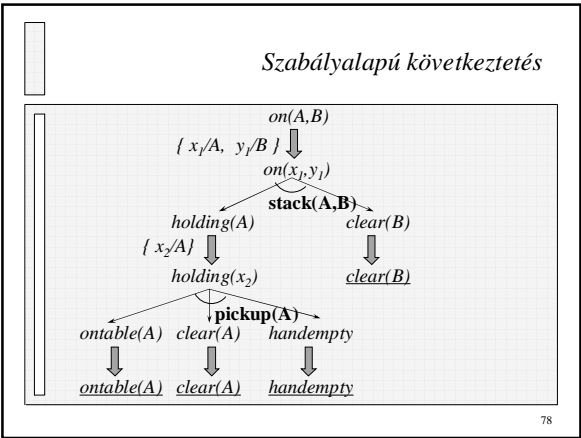 Szabályalapú következtetés
on(A,B)
{ x1/A, y1/B }
on(x1,y1)
stack(A,B)
holding(A) clear(B)
{ x2/A}
holding(x2) clear(B)
pickup(A)
ontable(A) clear(A) handempty
ontable(A) clear(A) handempty
78